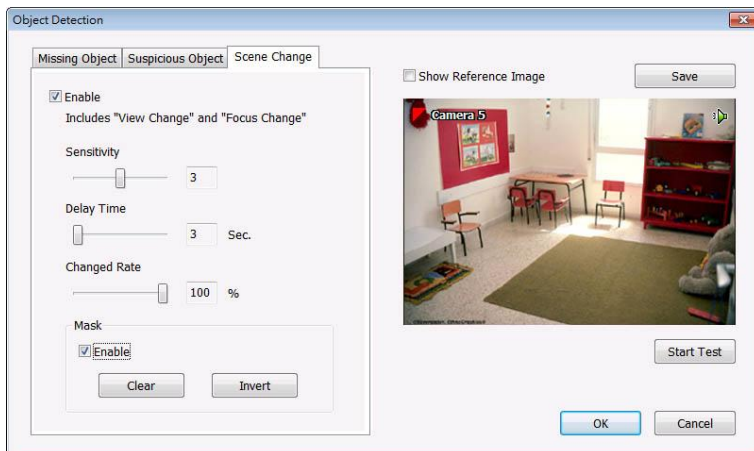 Object Detection
Missing Object
Suspicious Object
Scene Change
Enable
Includes "View Change" and "Focus Change"
Sensitivity
3
Delay Time
3 Sec.
Changed Rate
100 %
Mask
Enable
Clear
Invert
Show Reference Image
Save
Camera 5
Start Test
OK
Cancel